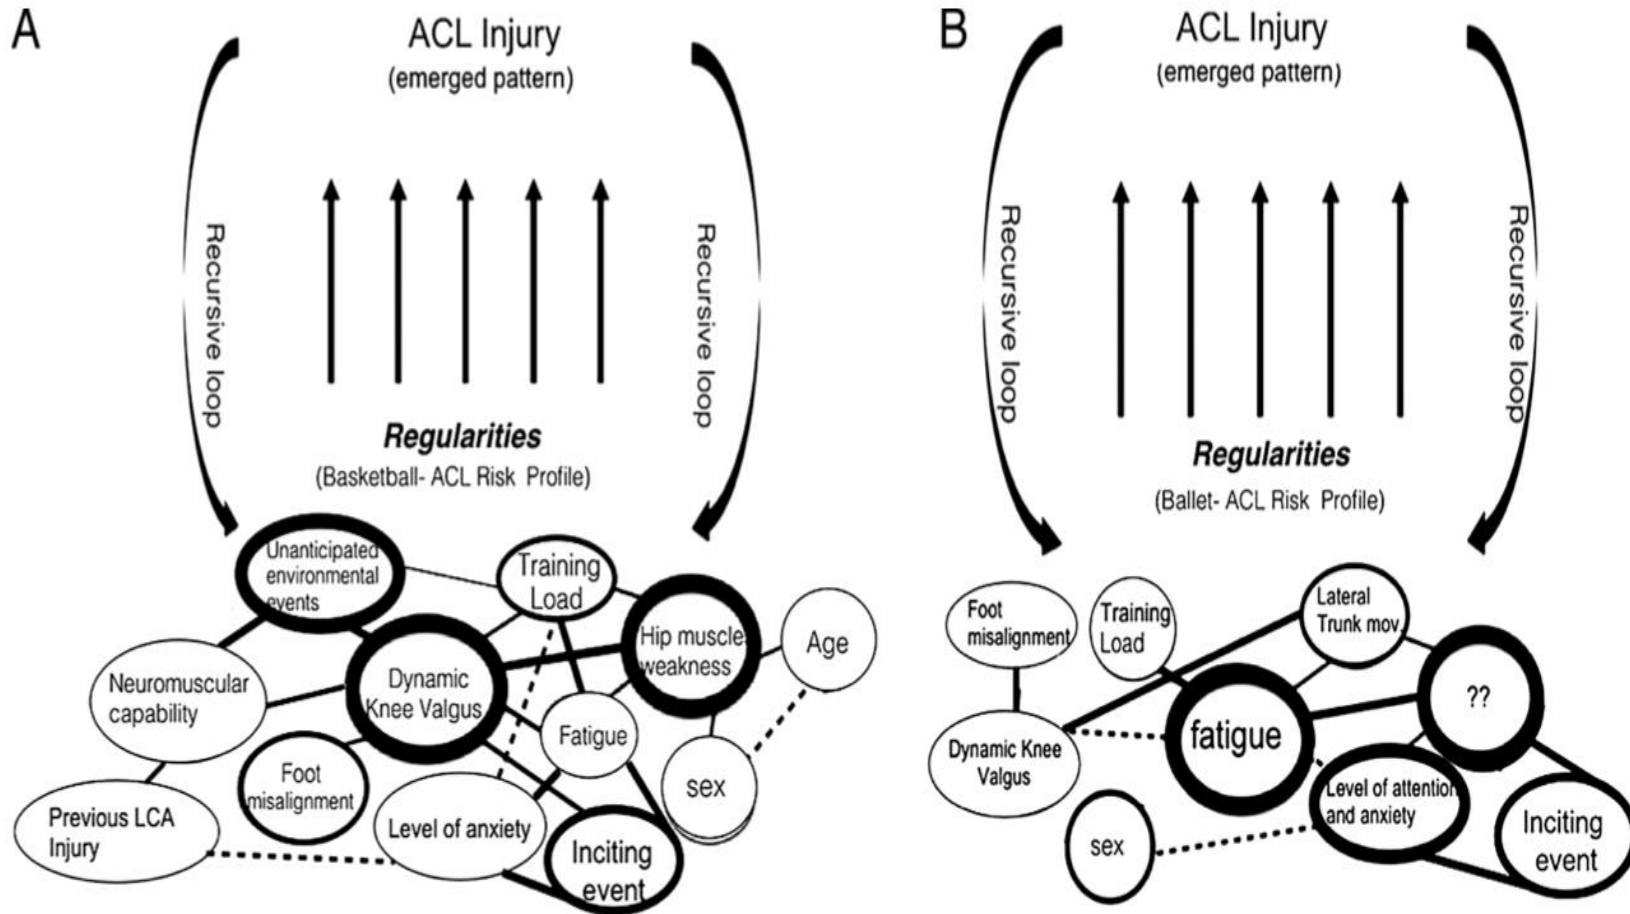 A
ACL Injury
(emerged pattern)
Recursive loop
Recursive loop
Regularities
(Basketball- ACL Risk Profile)
Unanticipated
environmental
events
Training
Load
Hip muscle
weakness
Age
Neuromuscular
capability
Dynamic
Knee Valgus
Fatigue
Foot
misalignment
sex
Previous LCA
Injury
Level of anxiety
Inciting
event
B
ACL Injury
(emerged pattern)
Recursive loop
Recursive loop
Regularities
(Ballet- ACL Risk Profile)
Foot
misalignment
Training
Load
Lateral
Trunk mov
??
fatigue
Dynamic Knee
Valgus
Level of attention
and anxiety
sex
Inciting
event